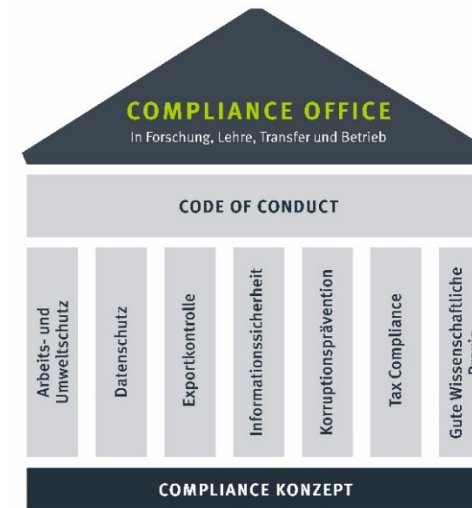 COMPLIANCE OFFICE
In Forschung, Lehre, Transfer und Betrieb
CODE OF CONDUCT
Arbeits- und
Umweltschutz
Datenschutz
Exportkontrolle
Informationssicherheit
Korruptionsprävention
Tax Compliance
Gute Wissenschaftliche
COMPLIANCE KONZEPT